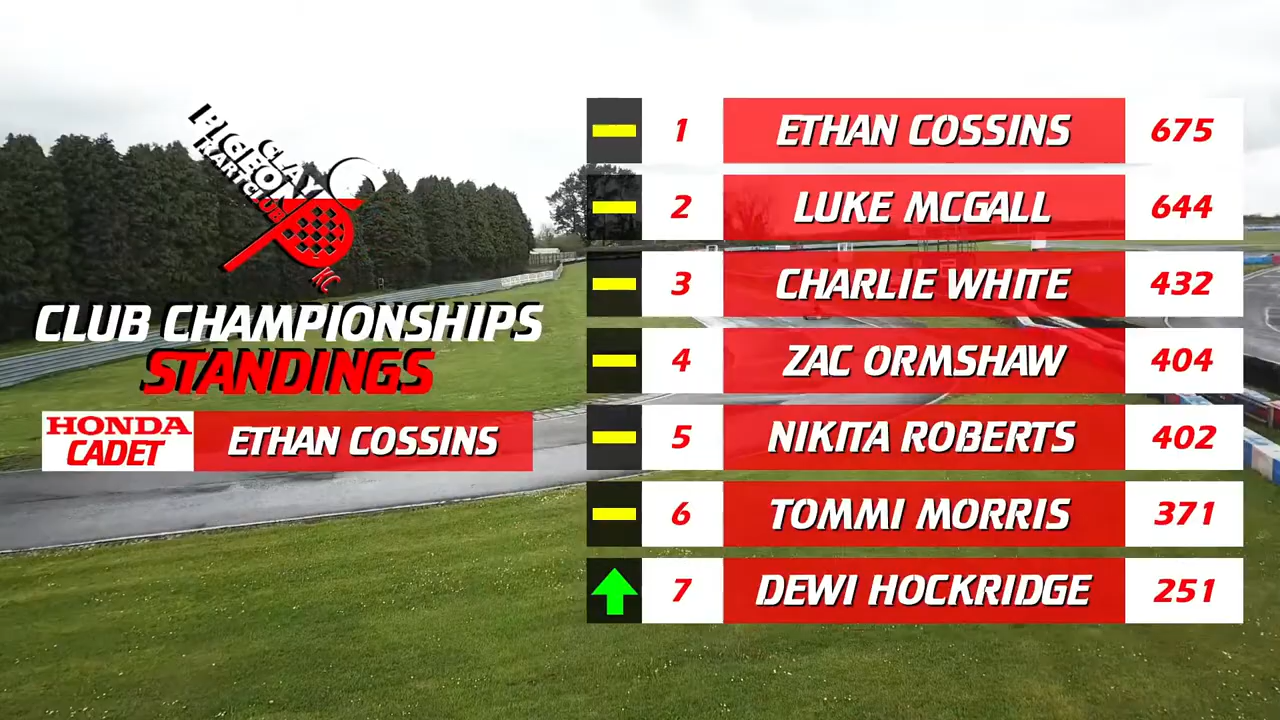 CLAY
PIGEON
KART CLUB
KC
CLUB CHAMPIONSHIPS
STANDINGS
HONDA
CADET
ETHAN COSSINS
1 ETHAN COSSINS 675
2 LUKE MCGALL 644
3 CHARLIE WHITE 432
4 ZAC ORMSHAW 404
5 NIKITA ROBERTS 402
6 TOMMI MORRIS 371
7 DEWI HOCKRIDGE 251